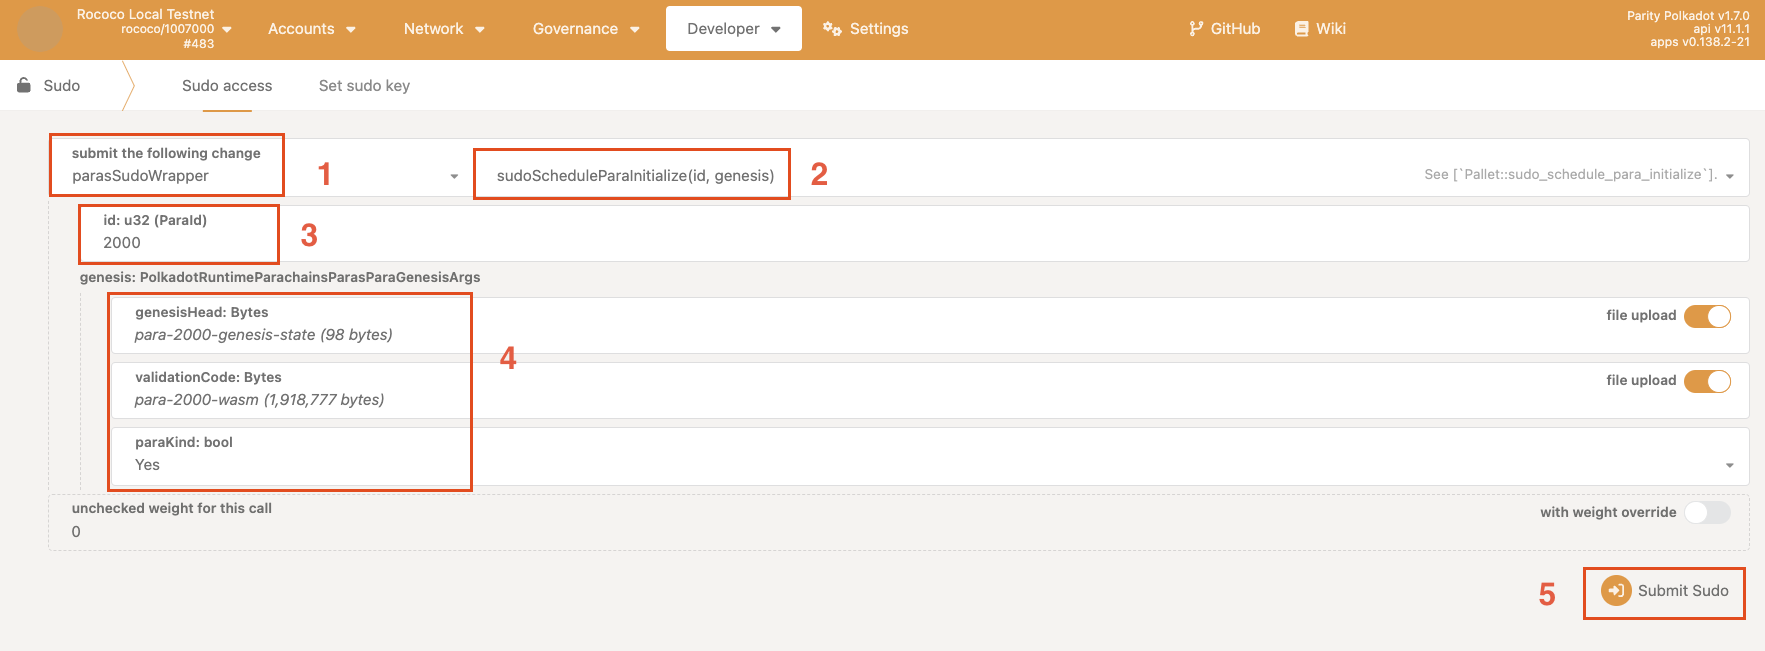 Rococo Local Testnet
rococo/1007000
#483
Accounts
Network
Governance
Developer
Settings
GitHub
Wiki
Parity Polkadot v1.7.0
api v11.1.1
apps v0.138.2-21
Sudo
Sudo access
Set sudo key
submit the following change
parasSudoWrapper
1
sudoScheduleParaInitialize(id, genesis)
2
See [`Pallet::sudo_schedule_para_initialize`].
id: u32 (ParaId)
2000
3
genesis: PolkadotRuntimeParachainsParasParaGenesisArgs
genesisHead: Bytes
para-2000-genesis-state (98 bytes)
file upload
4
validationCode: Bytes
para-2000-wasm (1,918,777 bytes)
file upload
paraKind: bool
Yes
unchecked weight for this call
0
with weight override
5
Submit Sudo